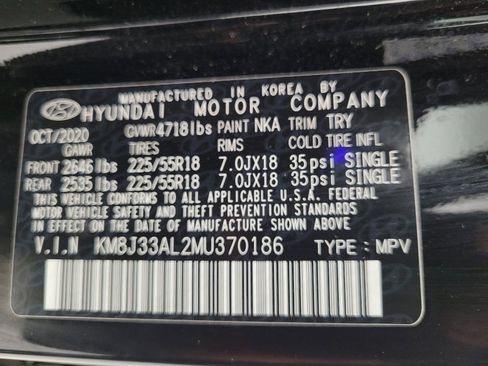 MANUFACTURED IN KOREA BY
HYUNDAI MOTOR COMPANY
OCT/2020 GVWR4718lbs PAINT NKA TRIM TRY
GAWR TIRES RIMS COLD TIRE INFL
FRONT 2646lbs 225/55R18 7.0JX18 35psi SINGLE
REAR 2535lbs 225/55R18 7.0JX18 35psi SINGLE
THIS VEHICLE CONFORMS TO ALL APPLICABLE U.S.A. FEDERAL
MOTOR VEHICLE SAFETY, BUMPER, AND THEFT PREVENTION
STANDARDS IN EFFECT ON THE DATE OF MANUFACTURE SHOWN ABOVE.
V.I.N KM8J33AL2MU370186 TYPE : MPV